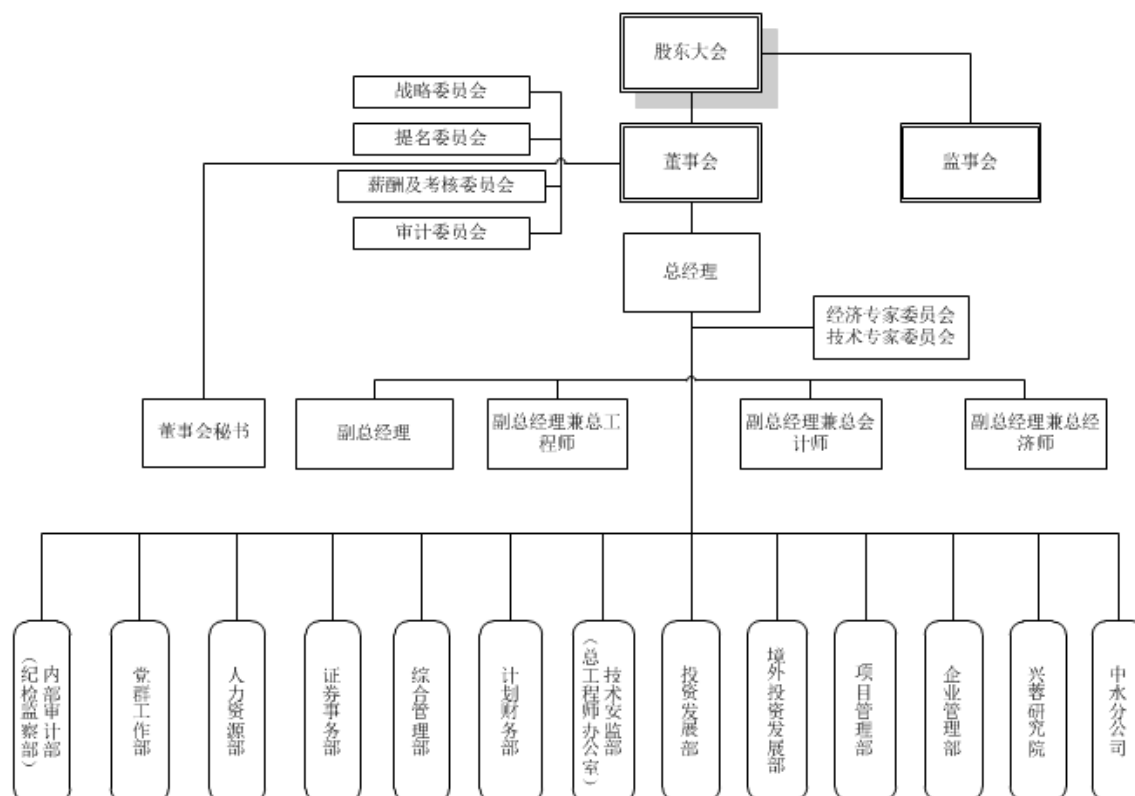 股东大会
战略委员会
提名委员会
董事会
监事会
薪酬及考核委员会
审计委员会
总经理
经济专家委员会
技术专家委员会
董事会秘书
副总经理
副总经理兼总工
程师
副总经理兼总会
计师
副总经理兼总经
济师
内部审计部
(纪检监察部)
党群工作部
人力资源部
证券事务部
综合管理部
计划财务部
技术安监部
(总工程师办公室)
投资发展部
境外投资发展部
项目管理部
企业管理部
兴蓉研究院
中水分公司